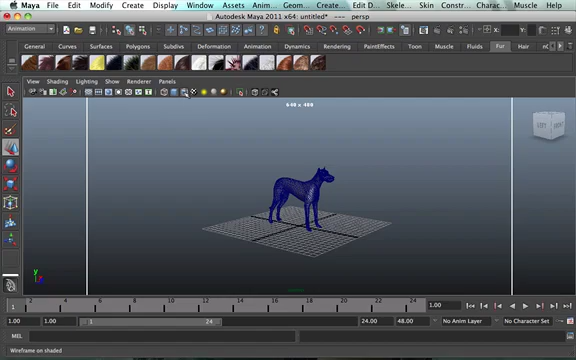 Maya File Edit Modify Create Display Window Assets Anim... Geom... Create... Edit D... Skele... Skin Constr... Charac...
Autodesk Maya 2011 x64: untitled* --- persp
Animation
X: Y:
General Curves Surfaces Polygons Subdivs Deformation Animation Dynamics Rendering PaintEffects Toon Muscle Fluids Fur Hair
View Shading Lighting Show Renderer Panels
640 x 480
y
2 4 6 8 10 12 14 16 18 20 22 24
1
1.00
1.00 1.00 1 24 24.00 48.00 No Anim Layer No Character Set
MEL
Wireframe on shaded